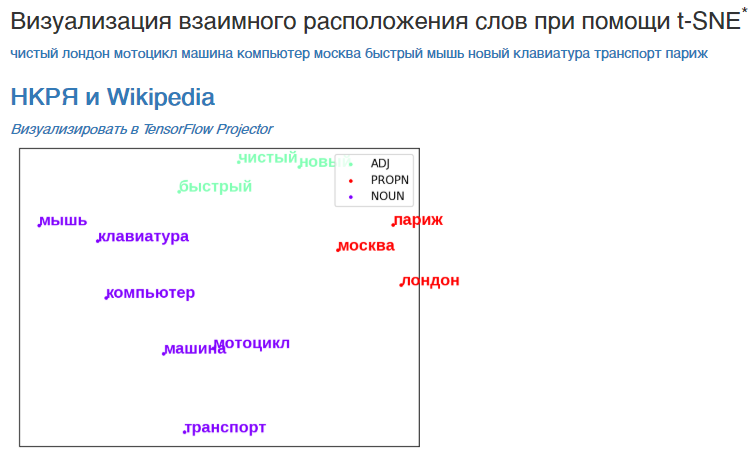 Визуализация взаимного расположения слов при помощи t-SNE*
чистый лондон мотоцикл машина компьютер москва быстрый мышь новый клавиатура транспорт париж
НКРЯ и Wikipedia
Визуализировать в TensorFlow Projector
чистый
новый
ADJ
PROPN
NOUN
быстрый
мышь
париж
клавиатура
москва
лондон
компьютер
мотоцикл
машина
транспорт